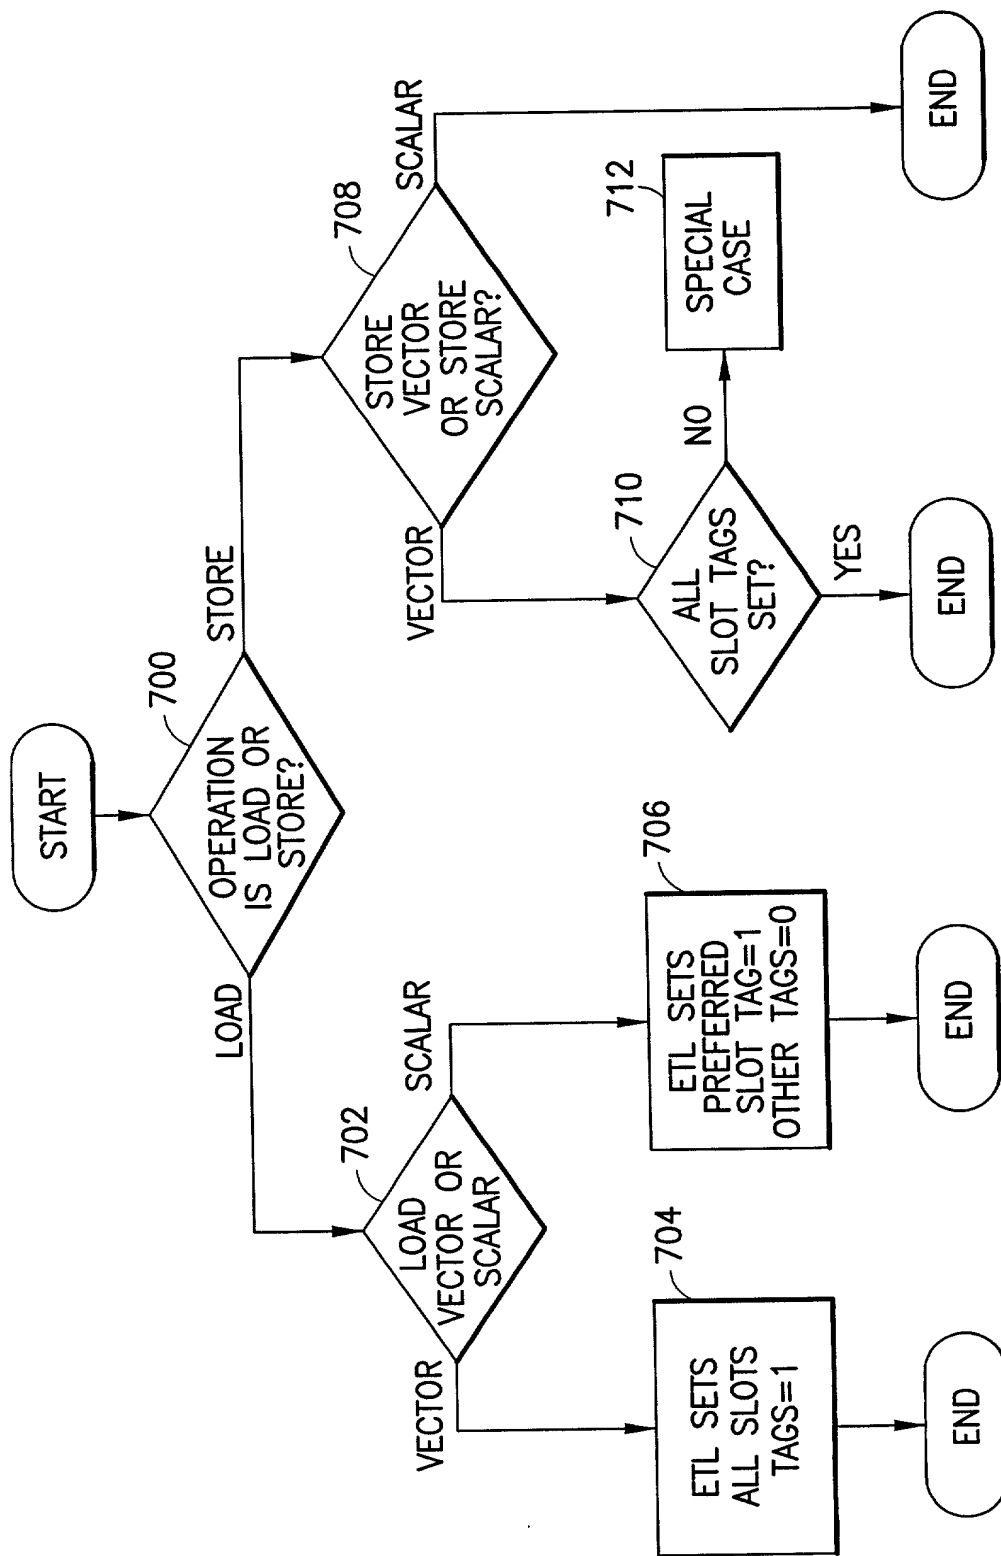 START
700
OPERATION
IS LOAD OR
STORE?
LOAD
STORE
702
LOAD
VECTOR OR
SCALAR
VECTOR
SCALAR
704
ETL SETS
ALL SLOTS
TAGS=1
END
706
ETL SETS
PREFERRED
SLOT TAG=1
OTHER TAGS=0
END
708
STORE
VECTOR
OR STORE
SCALAR?
VECTOR
SCALAR
710
ALL
SLOT TAGS
SET?
NO
YES
712
SPECIAL
CASE
END
END